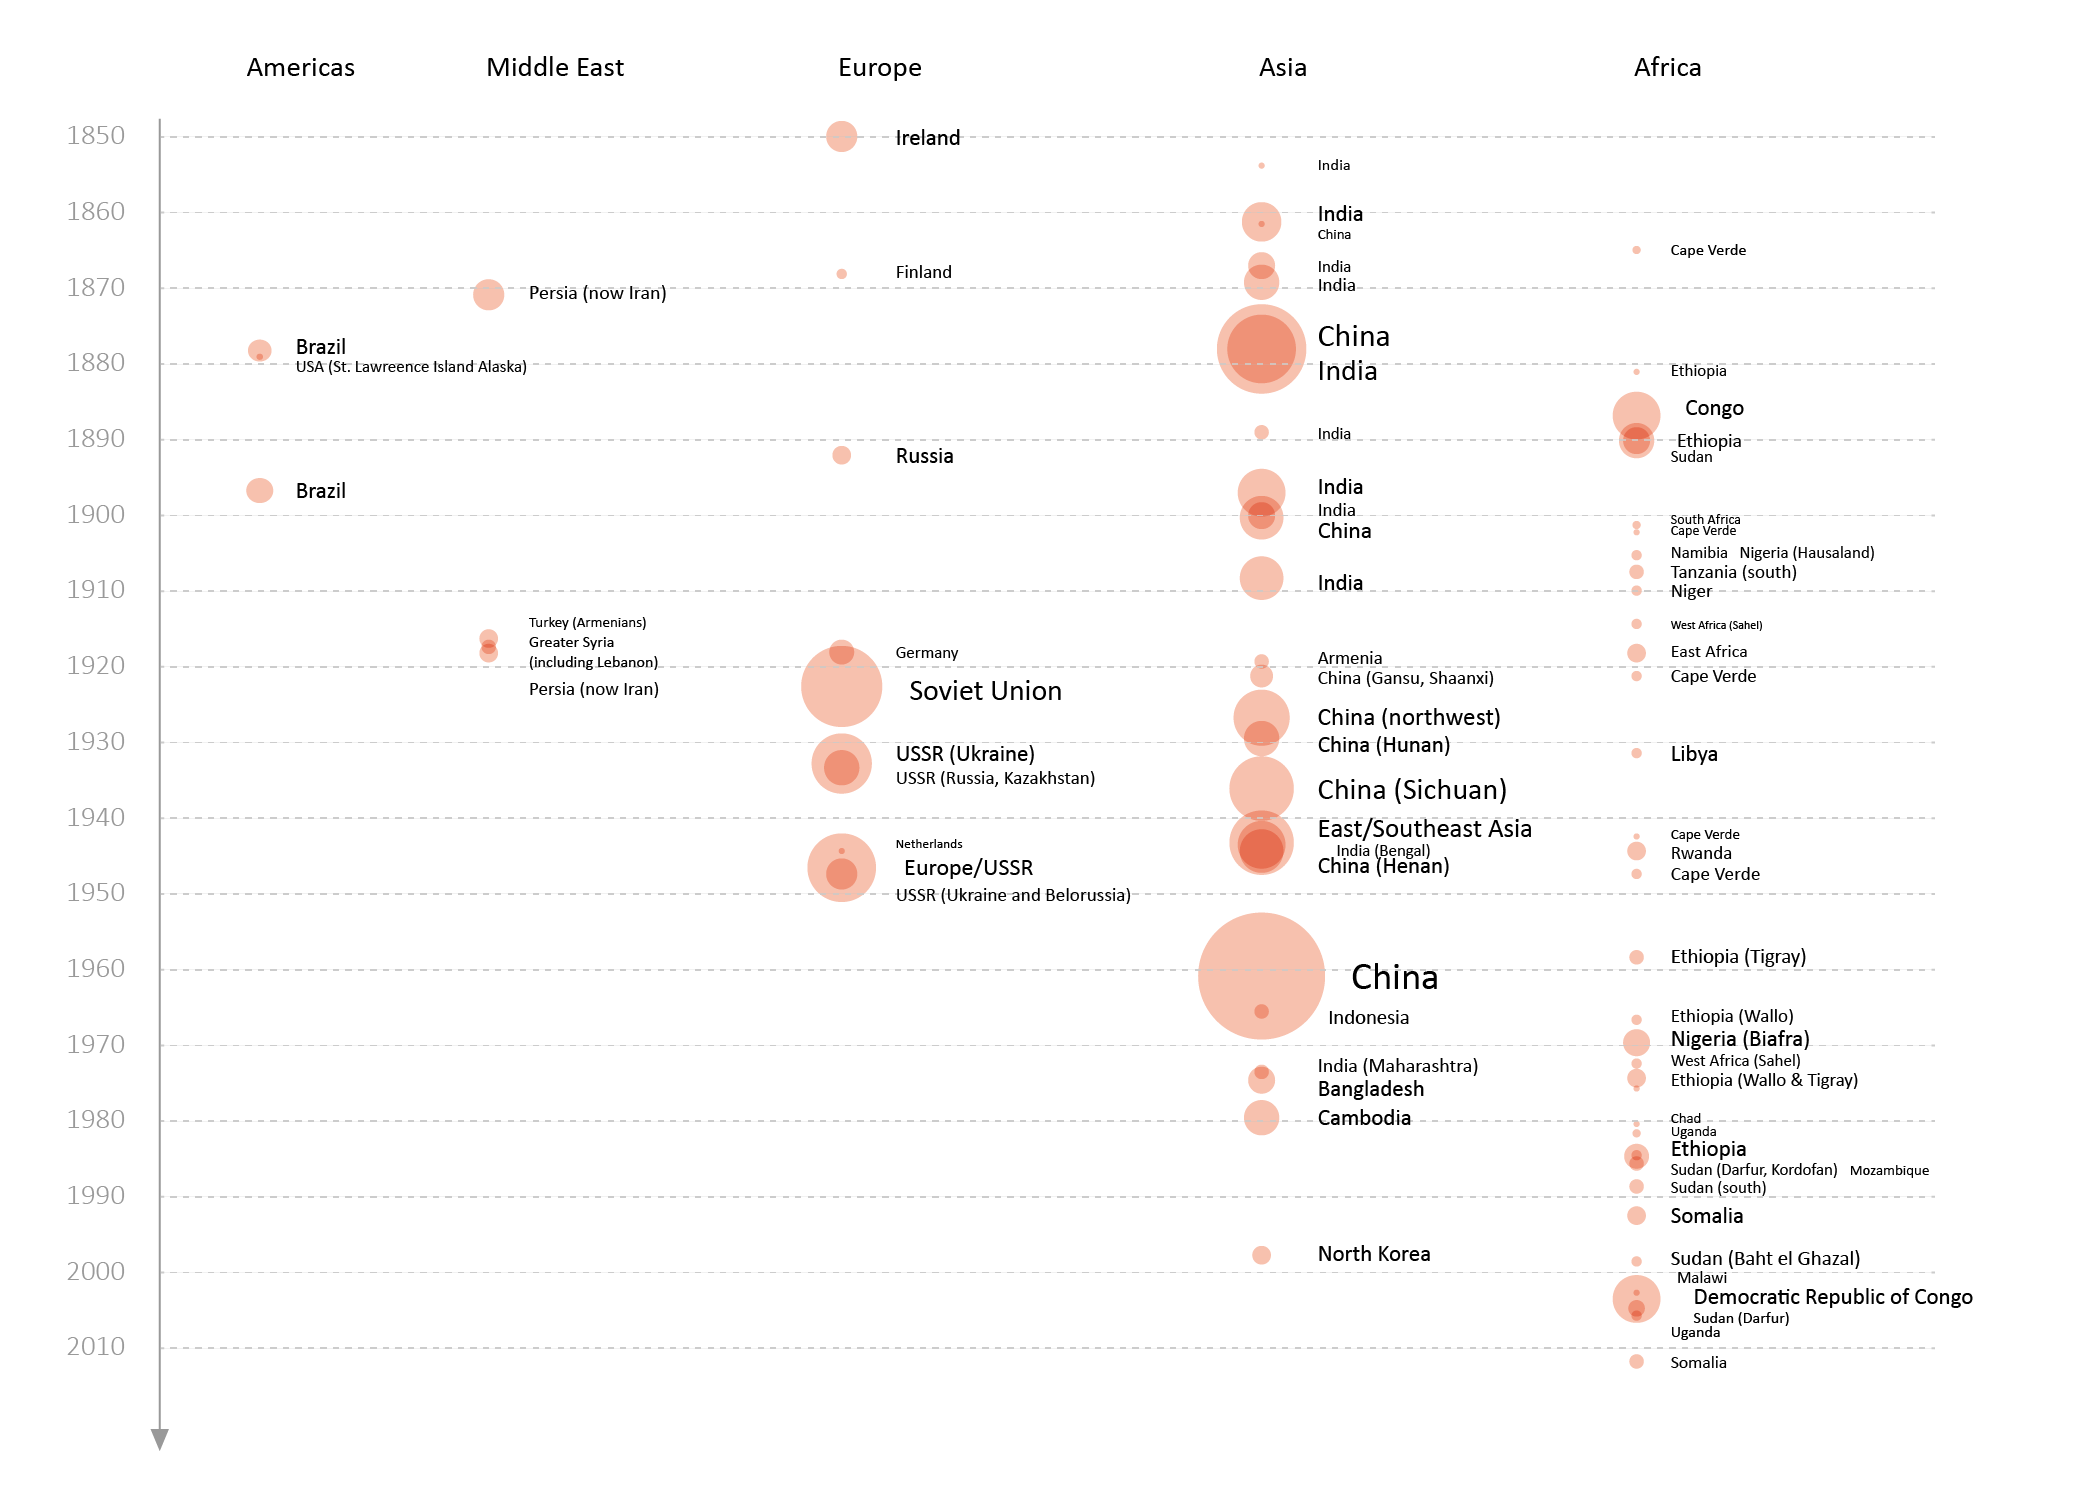 Americas Middle East Europe Asia Africa
1850 Ireland
India
1860 India
China
Cape Verde
India
Finland
India
1870 Persia (now Iran)
China
Brazil
1880 USA (St. Lawreence Island Alaska)
India
Ethiopia
Congo
India
1890 Ethiopia
Russia
Sudan
India
Brazil
India
1900 South Africa
China
Cape Verde
Namibia Nigeria (Hausaland)
Tanzania (south)
India
1910 Niger
Turkey (Armenians)
West Africa (Sahel)
Greater Syria
East Africa
Germany
Armenia
(including Lebanon)
1920 Cape Verde
China (Gansu, Shaanxi)
Persia (now Iran)
Soviet Union
China (northwest)
1930 China (Hunan)
USSR (Ukraine)
Libya
USSR (Russia, Kazakhstan)
China (Sichuan)
1940 East/Southeast Asia
Cape Verde
Netherlands
India (Bengal)
Rwanda
Europe/USSR
China (Henan)
Cape Verde
1950 USSR (Ukraine and Belorussia)
Ethiopia (Tigray)
1960 China
Indonesia
Ethiopia (Wallo)
Nigeria (Biafra)
1970 West Africa (Sahel)
India (Maharashtra)
Ethiopia (Wallo & Tigray)
Bangladesh
1980 Cambodia
Chad
Uganda
Ethiopia
Sudan (Darfur, Kordofan) Mozambique
Sudan (south)
1990 Somalia
North Korea
Sudan (Baht el Ghazal)
2000 Malawi
Democratic Republic of Congo
Sudan (Darfur)
Uganda
2010 Somalia